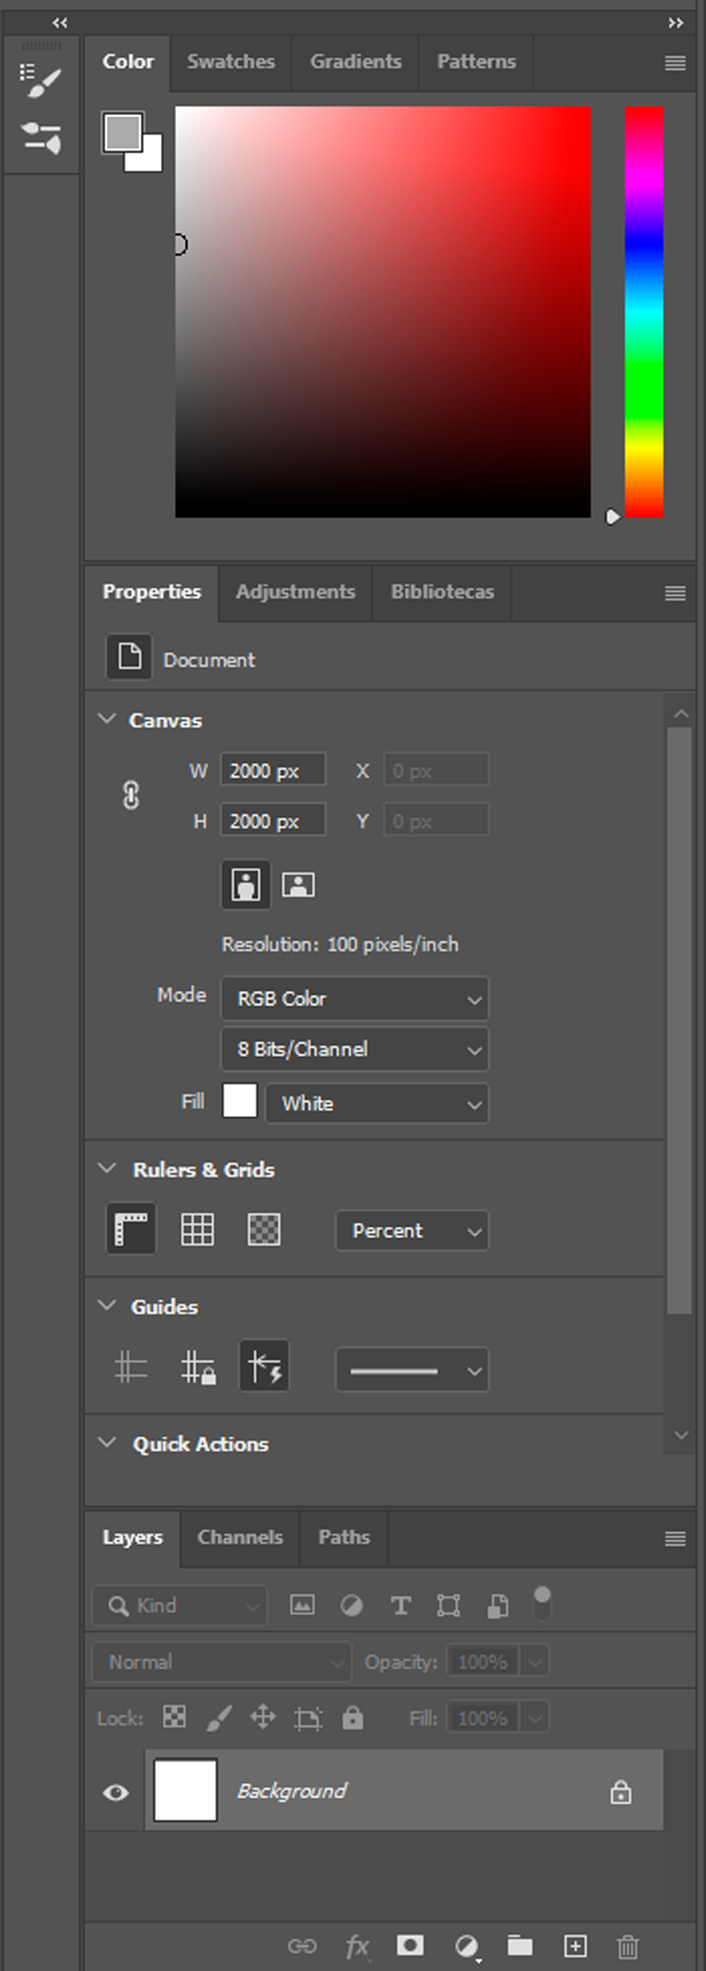 Color Swatches Gradients Patterns
Properties Adjustments Bibliotecas
Document
Canvas
W 2000 px X 0 px
H 2000 px Y 0 px
Resolution: 100 pixels/inch
Mode RGB Color
8 Bits/Channel
Fill White
Rulers & Grids
Percent
Guides
Quick Actions
Layers Channels Paths
Kind
Normal Opacity: 100%
Lock: Fill: 100%
Background
fx